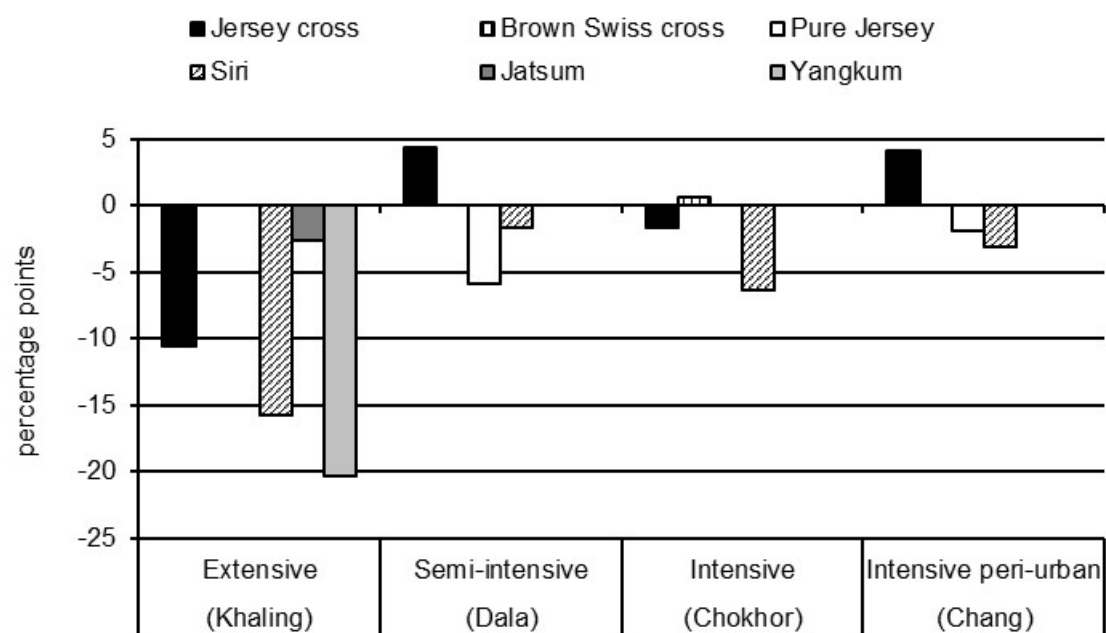 Jersey cross Brown Swiss cross Pure Jersey
Siri Jatsum Yangkum
5
0
-5
-10
-15
-20
-25
percentage points
Extensive Semi-intensive Intensive Intensive peri-urban
(Khaling) (Dala) (Chokhor) (Chang)